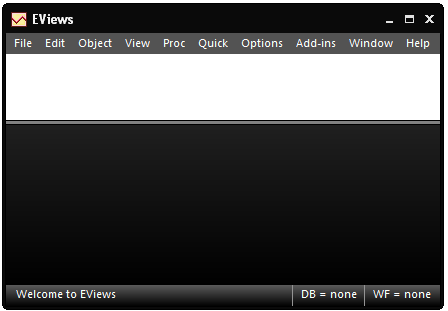 EViews
File Edit Object View Proc Quick Options Add-ins Window Help
Welcome to EViews DB = none WF = none